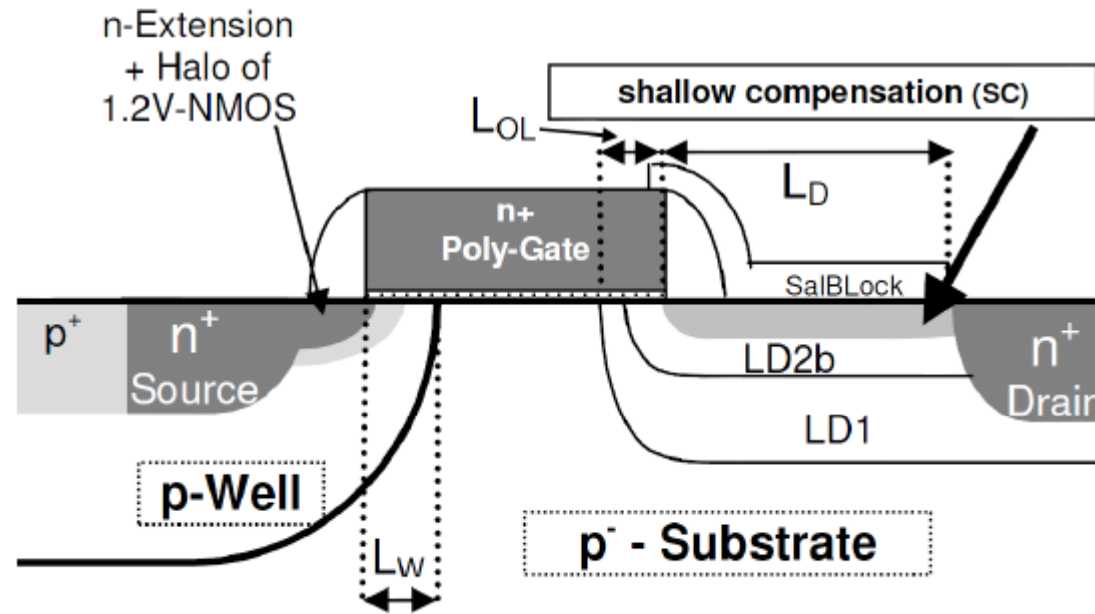 n-Extension
+ Halo of
1.2V-NMOS
shallow compensation (SC)
LOL
LD
n+
Poly-Gate
SalBLock
p+
n+
Source
LD2b
n+
Drain
LD1
p-Well
p- - Substrate
LW